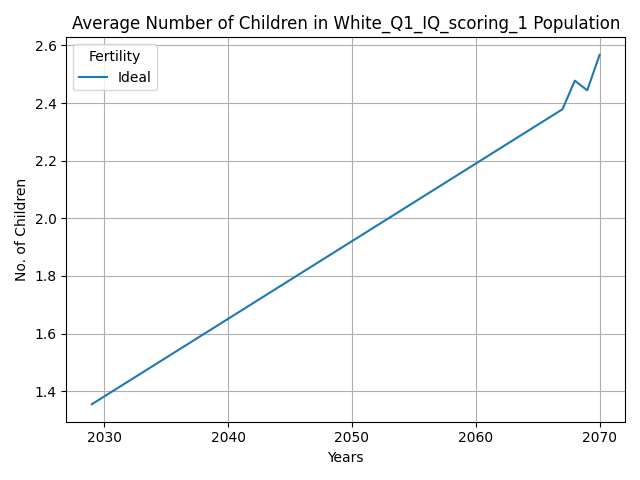 Average Number of Children in White_Q1_IQ_scoring_1 Population
Fertility
Ideal
No. of Children
2.6
2.4
2.2
2.0
1.8
1.6
1.4
2030 2040 2050 2060 2070
Years